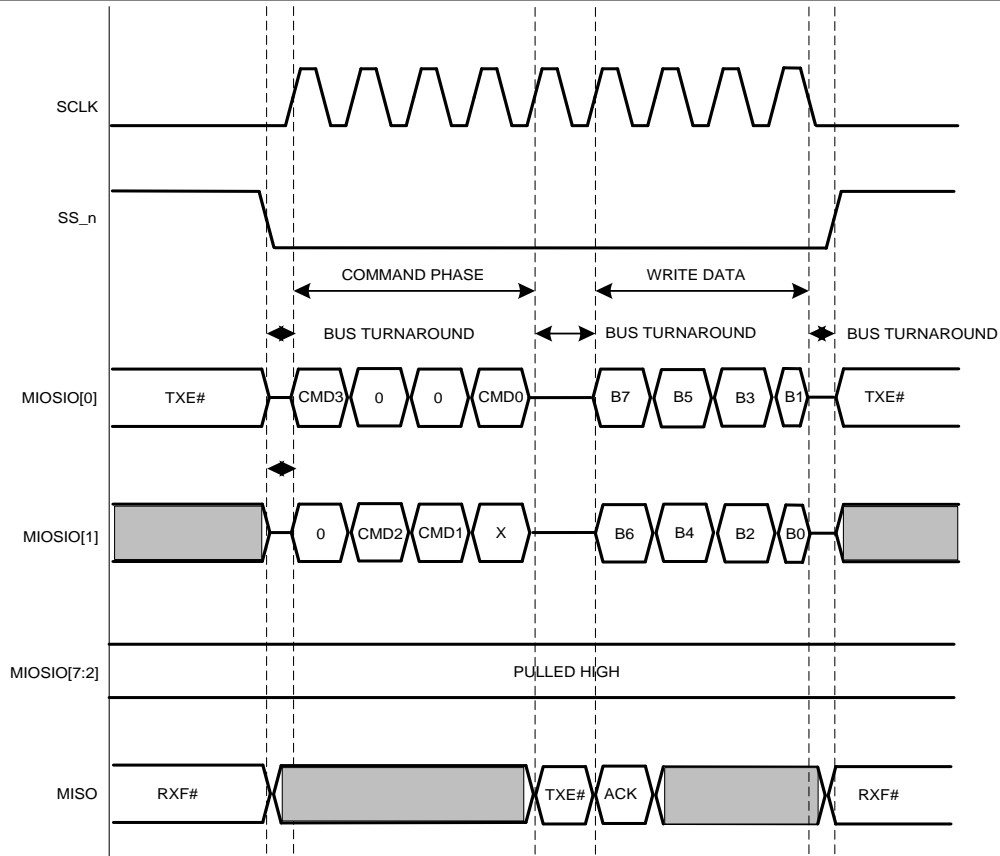 SCLK
SS_n
COMMAND PHASE
WRITE DATA
BUS TURNAROUND
BUS TURNAROUND
BUS TURNAROUND
MIOSIO[0]
TXE#
CMD3
0
0
CMD0
B7
B5
B3
B1
TXE#
MIOSIO[1]
0
CMD2
CMD1
X
B6
B4
B2
B0
MIOSIO[7:2]
PULLED HIGH
MISO
RXF#
TXE#
ACK
RXF#